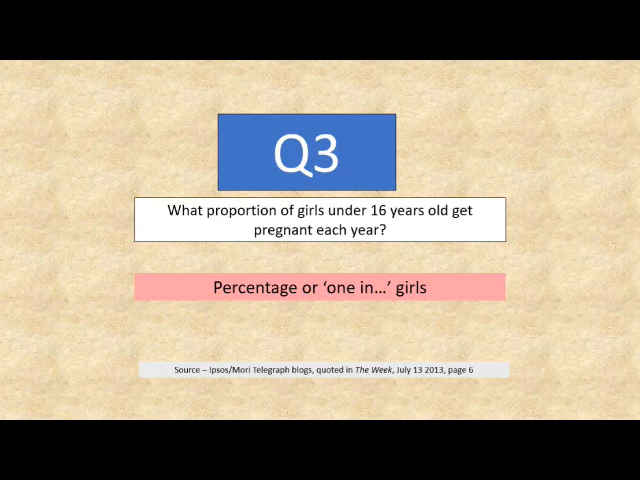 Q3
What proportion of girls under 16 years old get
pregnant each year?
Percentage or ‘one in…’ girls
Source – Ipsos/Mori Telegraph blogs, quoted in The Week, July 13 2013, page 6